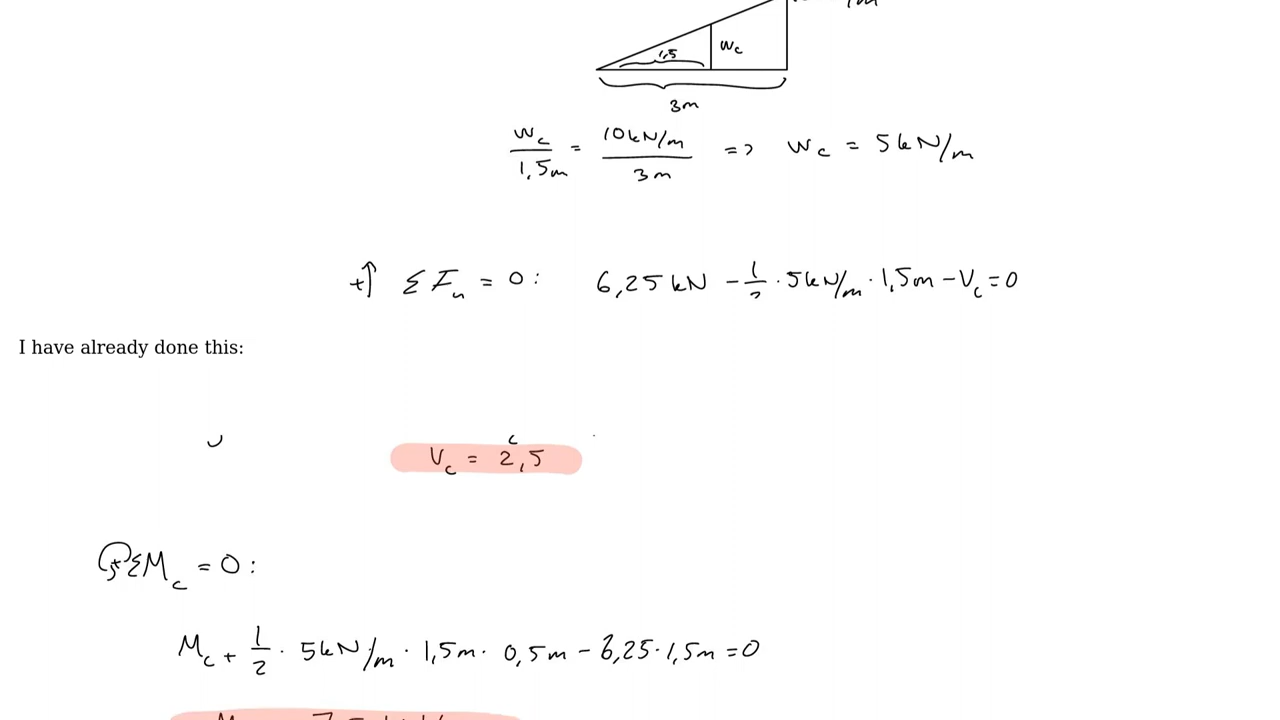 1,5 w_c
3m
w_c / 1,5m = 10kN/m / 3m => w_c = 5kN/m
+↑ ΣF_y = 0: 6,25 kN - 1/2 · 5kN/m · 1,5m - V_c = 0
I have already done this:
V_c = 2,5
ΣM_c = 0:
M_c + 1/2 · 5kN/m · 1,5m · 0,5m - 6,25 · 1,5m = 0